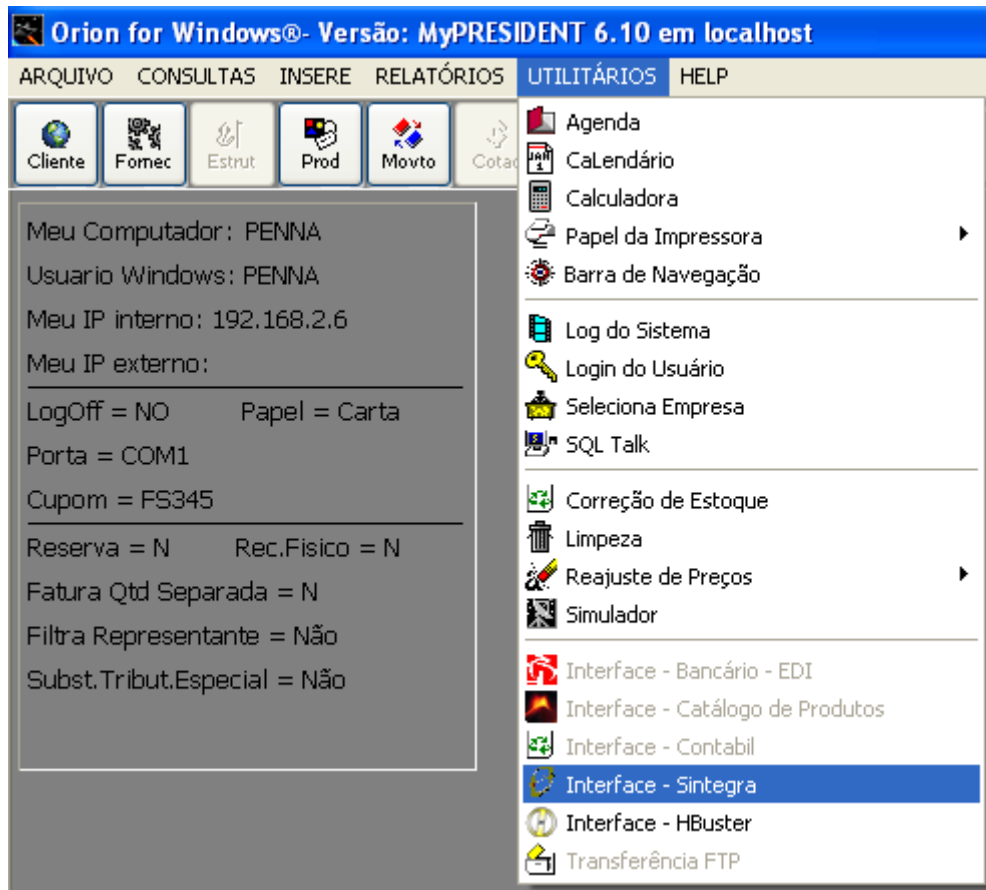 Orion for Windows®- Versão: MyPRESIDENT 6.10 em localhost
ARQUIVO CONSULTAS INSERE RELATÓRIOS UTILITÁRIOS HELP
Cliente Fornec Estrut Prod Movto Cotac
Meu Computador: PENNA
Usuario Windows: PENNA
Meu IP interno: 192.168.2.6
Meu IP externo:
LogOff = NO Papel = Carta
Porta = COM1
Cupom = FS345
Reserva = N Rec.Fisico = N
Fatura Qtd Separada = N
Filtra Representante = Não
Subst.Tribut.Especial = Não
Agenda
CaLendário
Calculadora
Papel da Impressora
Barra de Navegação
Log do Sistema
Login do Usuário
Seleciona Empresa
SQL Talk
Correção de Estoque
Limpeza
Reajuste de Preços
Simulador
Interface - Bancário - EDI
Interface - Catálogo de Produtos
Interface - Contabil
Interface - Sintegra
Interface - HBuster
Transferência FTP